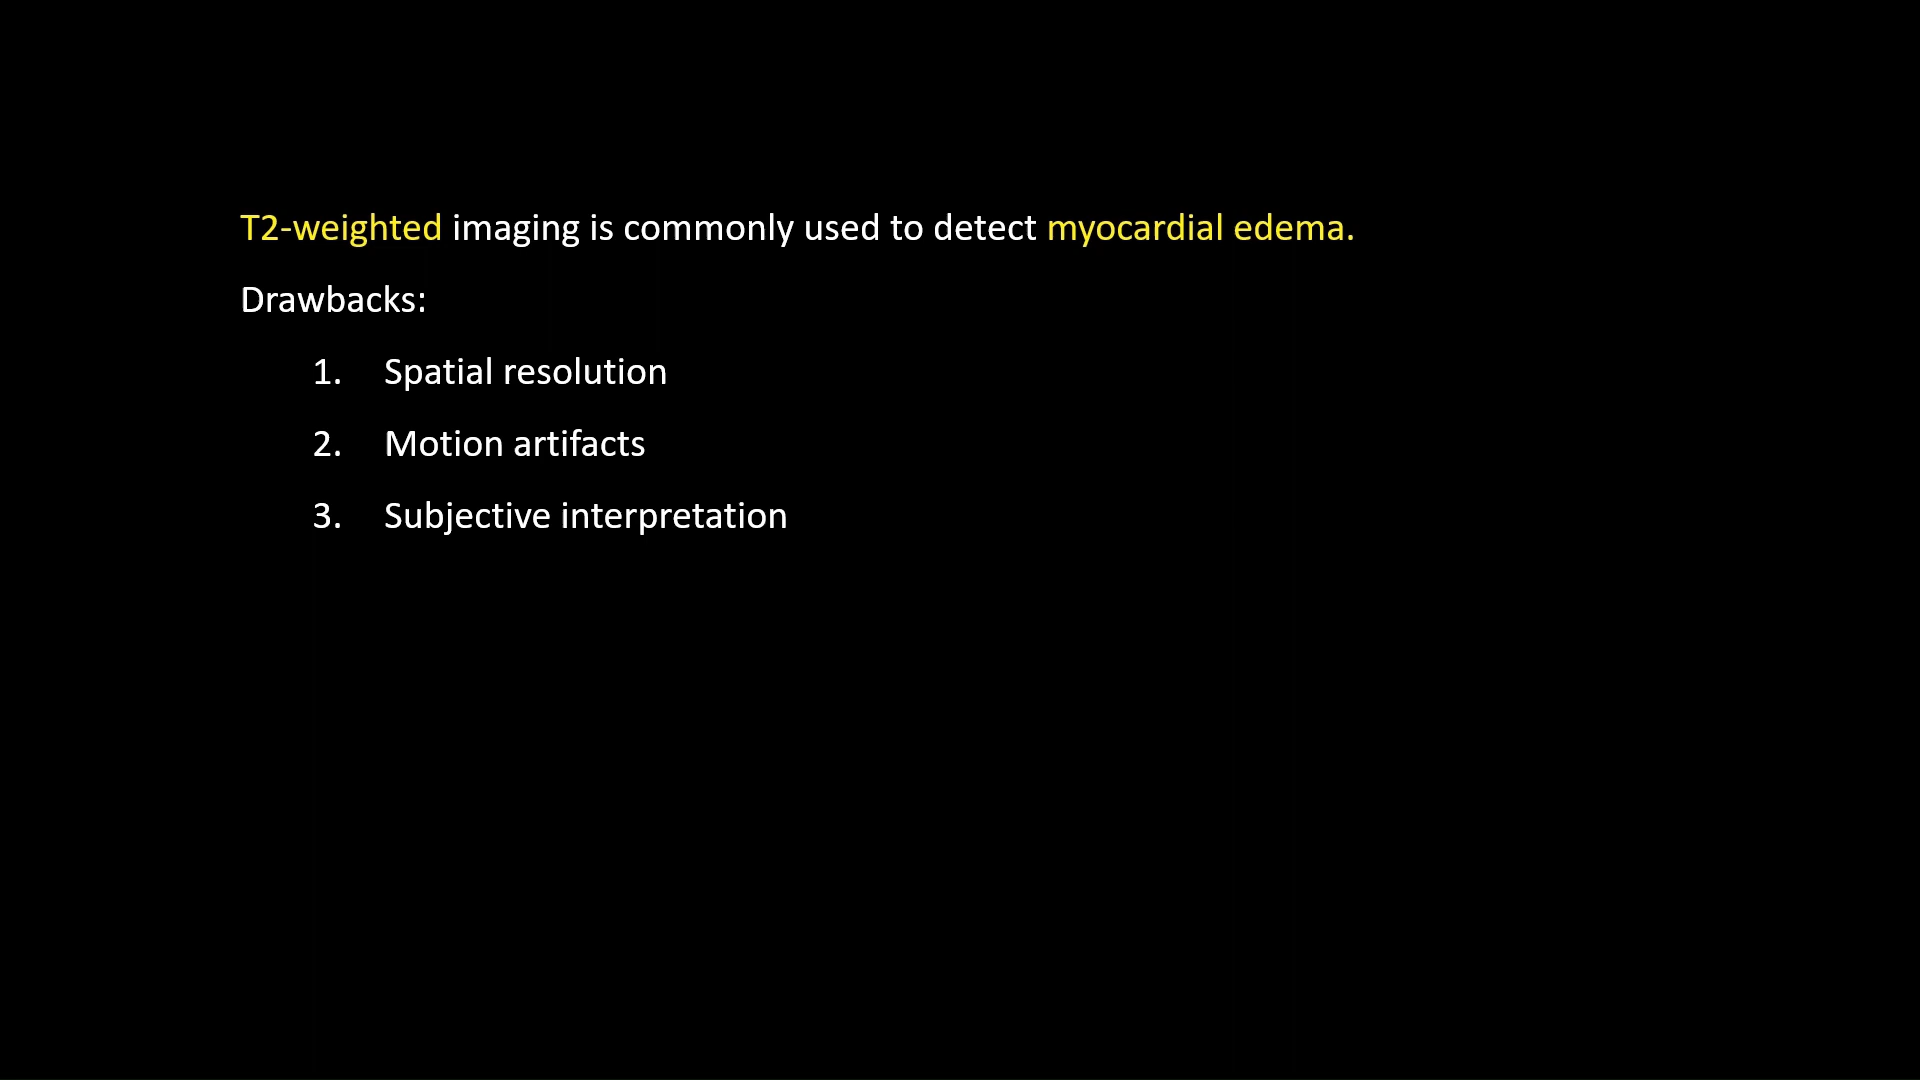 T2-weighted imaging is commonly used to detect myocardial edema.
Drawbacks:
1. Spatial resolution
2. Motion artifacts
3. Subjective interpretation